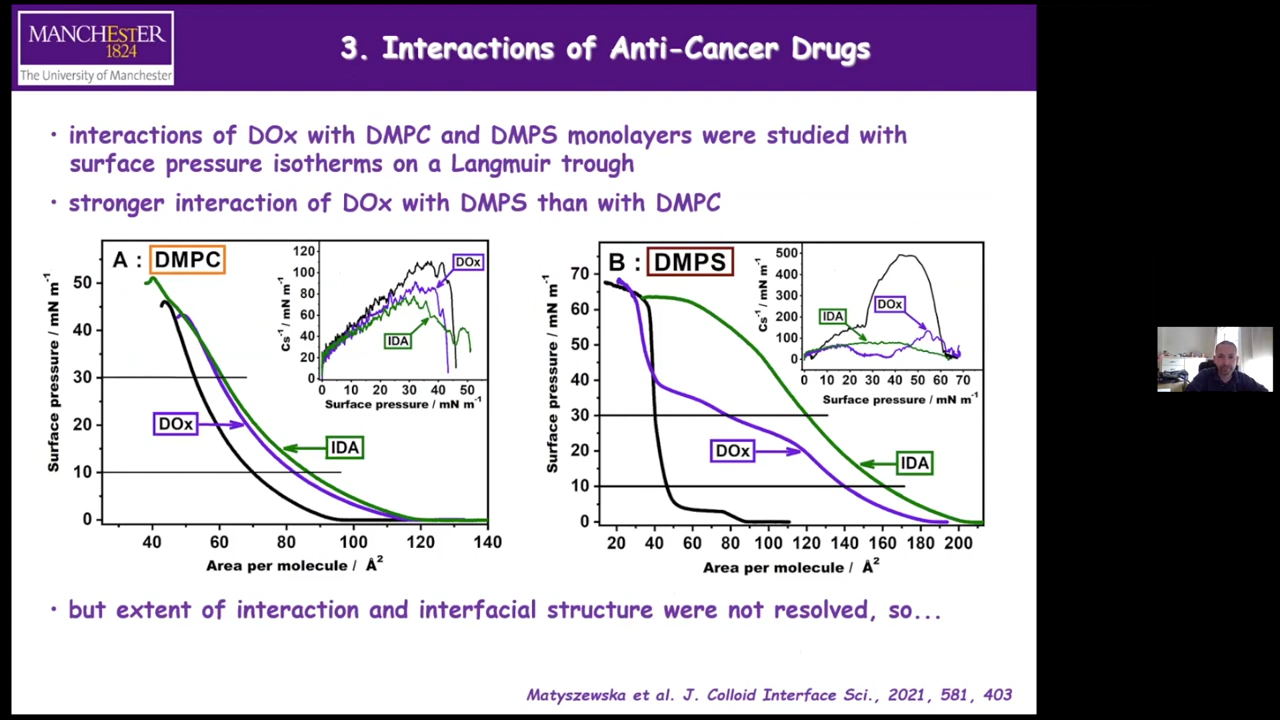 MANCHESTER
1824
The University of Manchester
3. Interactions of Anti-Cancer Drugs
• interactions of DOx with DMPC and DMPS monolayers were studied with
surface pressure isotherms on a Langmuir trough
• stronger interaction of DOx with DMPS than with DMPC
A : DMPC
Surface pressure / mN m⁻¹
50
40
30
20
10
0
40 60 80 100 120 140
Area per molecule / Å²
DOx
IDA
Cs⁻¹ / mN m⁻¹
120
100
80
60
40
20
0
0 10 20 30 40 50
Surface pressure / mN m⁻¹
DOx
IDA
B : DMPS
Surface pressure / mN m⁻¹
70
60
50
40
30
20
10
0
20 40 60 80 100 120 140 160 180 200
Area per molecule / Å²
DOx
IDA
Cs⁻¹ / mN m⁻¹
500
400
300
200
100
0
0 10 20 30 40 50 60 70
Surface pressure / mN m⁻¹
IDA
DOx
• but extent of interaction and interfacial structure were not resolved, so...
Matyszewska et al. J. Colloid Interface Sci., 2021, 581, 403